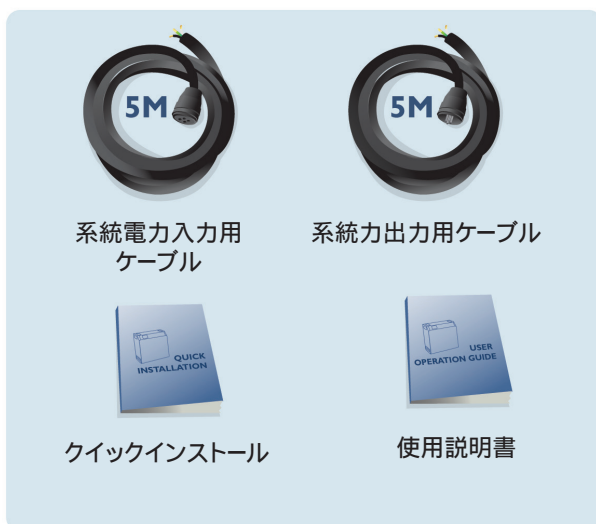 5M
5M
系統電力入力用
ケーブル
系統力出力用ケーブル
QUICK
INSTALLATION
USER
OPERATION GUIDE
クイックインストール
使用説明書